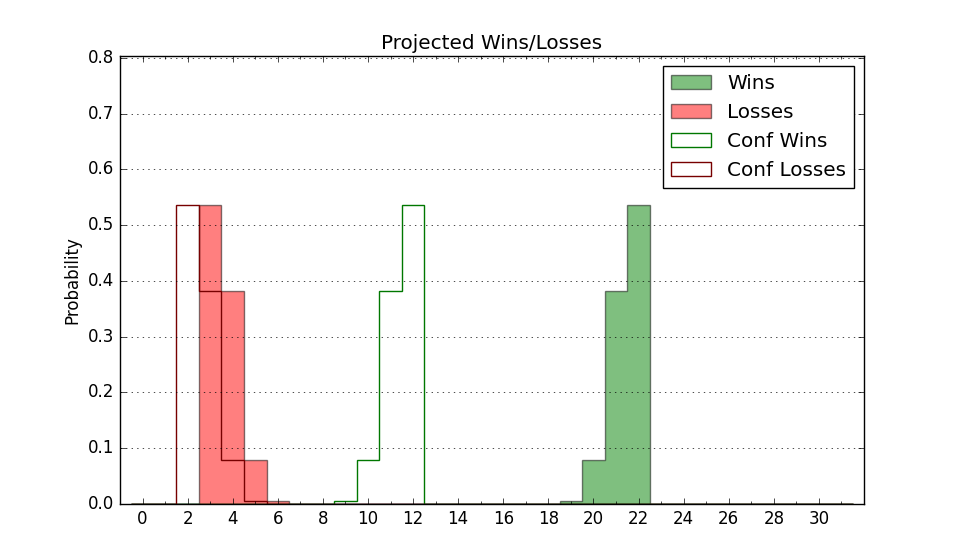 Projected Wins/Losses
0.8
0.7
0.6
0.5
0.4
0.3
0.2
0.1
0.0
Probability
Wins
Losses
Conf Wins
Conf Losses
0 2 4 6 8 10 12 14 16 18 20 22 24 26 28 30